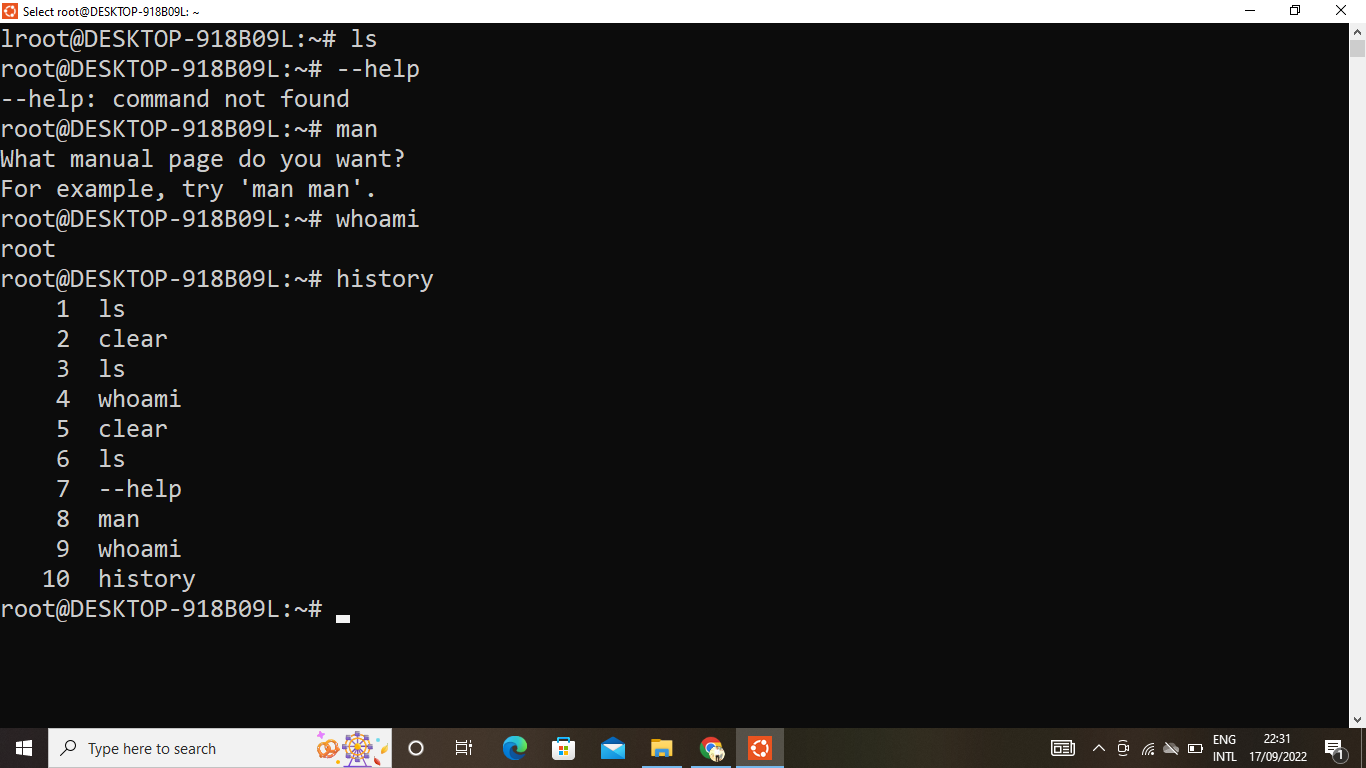 Select root@DESKTOP-918B09L: ~
lroot@DESKTOP-918B09L:~# ls
root@DESKTOP-918B09L:~# --help
--help: command not found
root@DESKTOP-918B09L:~# man
What manual page do you want?
For example, try 'man man'.
root@DESKTOP-918B09L:~# whoami
root
root@DESKTOP-918B09L:~# history
1 ls
2 clear
3 ls
4 whoami
5 clear
6 ls
7 --help
8 man
9 whoami
10 history
root@DESKTOP-918B09L:~#
Type here to search
ENG
INTL
22:31
17/09/2022
1